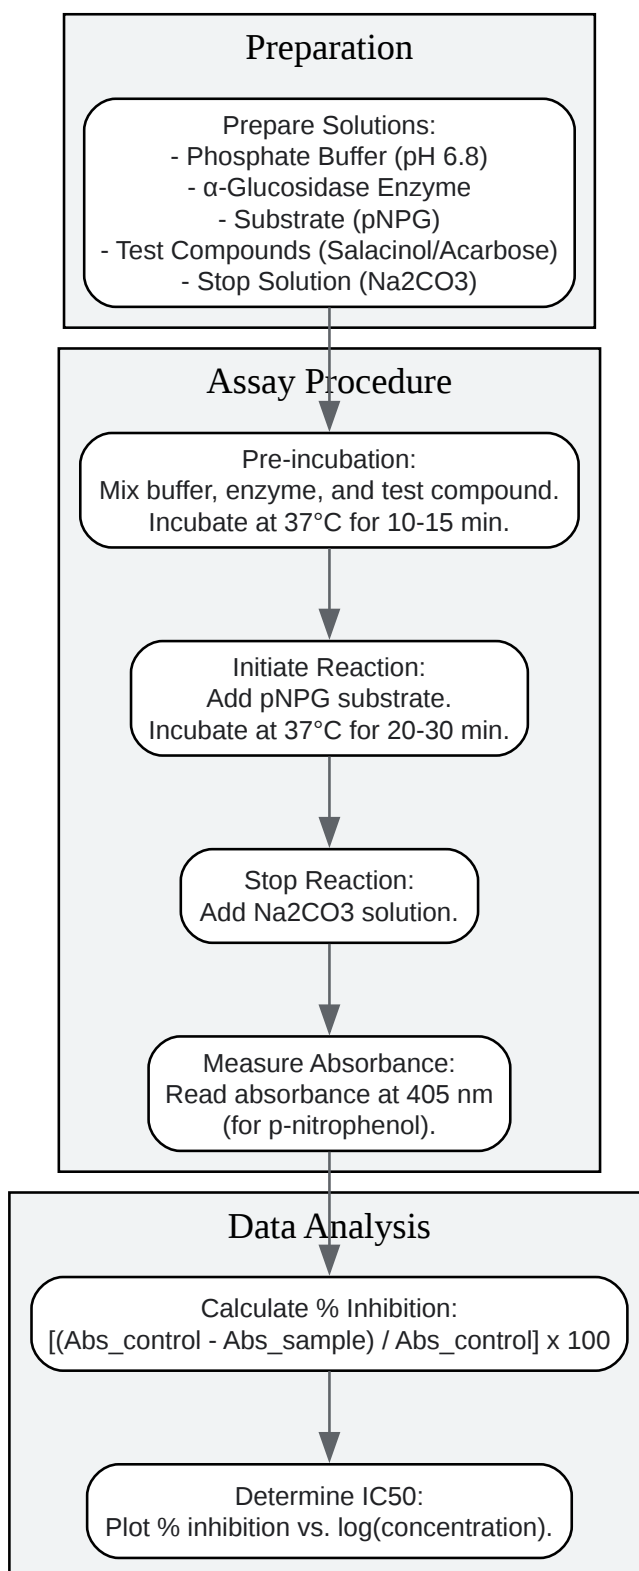 Preparation
Prepare Solutions:
- Phosphate Buffer (pH 6.8)
- α-Glucosidase Enzyme
- Substrate (pNPG)
- Test Compounds (Salacinol/Acarbose)
- Stop Solution (Na2CO3)
Assay Procedure
Pre-incubation:
Mix buffer, enzyme, and test compound.
Incubate at 37°C for 10-15 min.
Initiate Reaction:
Add pNPG substrate.
Incubate at 37°C for 20-30 min.
Stop Reaction:
Add Na2CO3 solution.
Measure Absorbance:
Read absorbance at 405 nm
(for p-nitrophenol).
Data Analysis
Calculate % Inhibition:
[(Abs_control - Abs_sample) / Abs_control] x 100
Determine IC50:
Plot % inhibition vs. log(concentration).